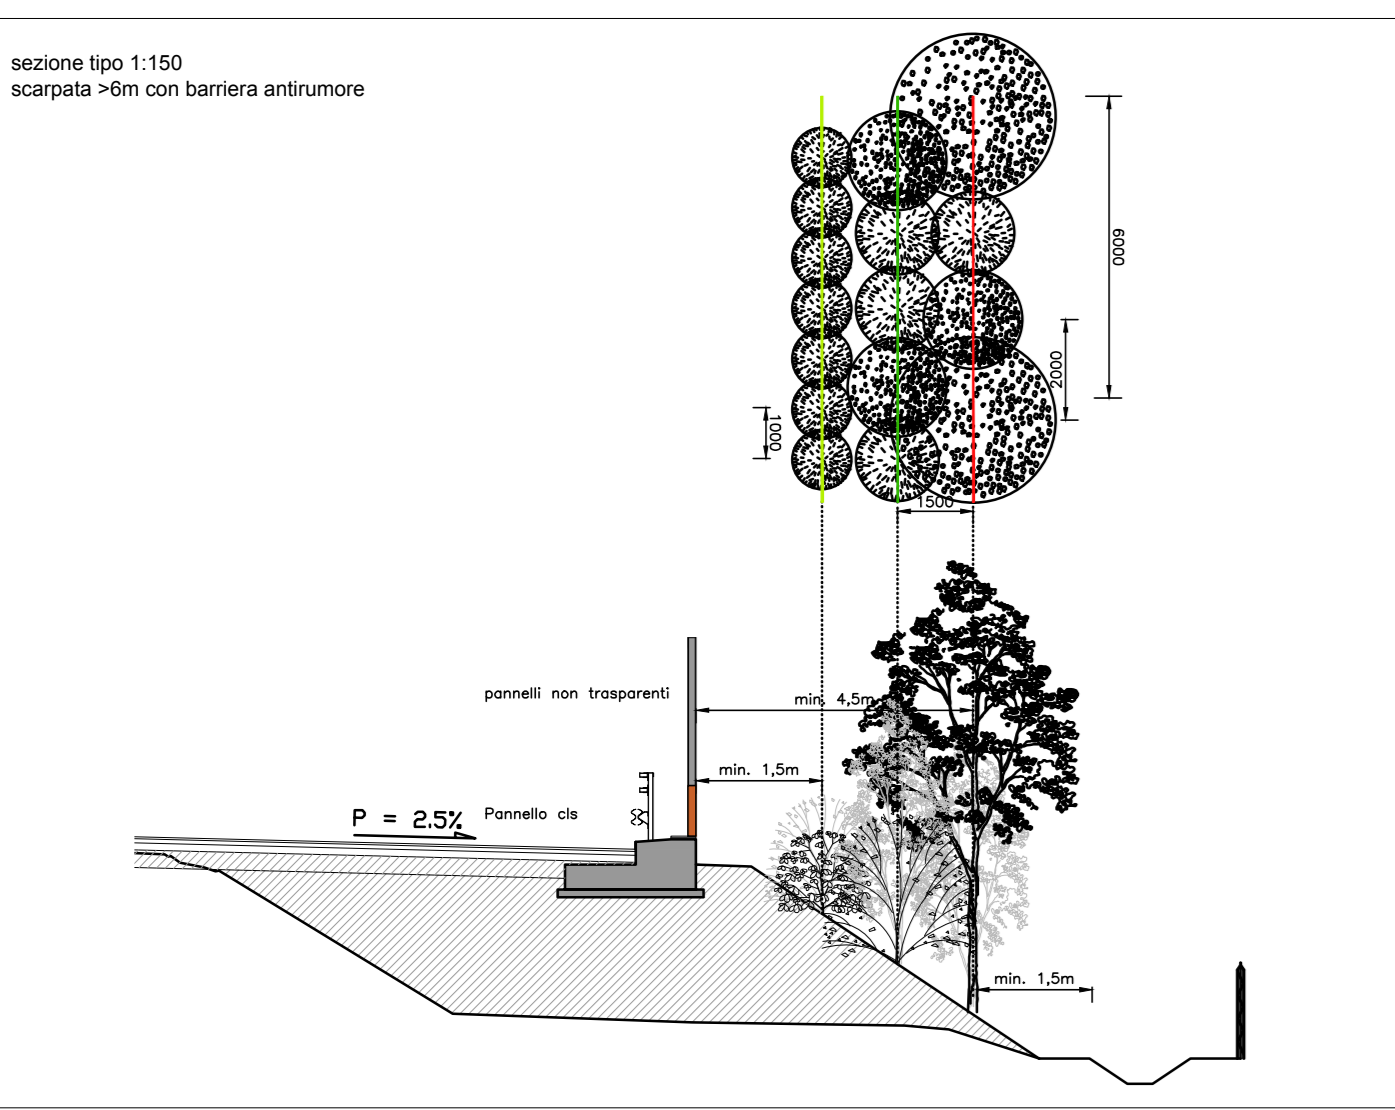 sezione tipo 1:150
scarpata >6m con barriera antirumore
6000
2000
1000
1500
pannelli non trasparenti
min. 4,5m
min. 1,5m
P = 2.5%
Pannello cls
min. 1,5m